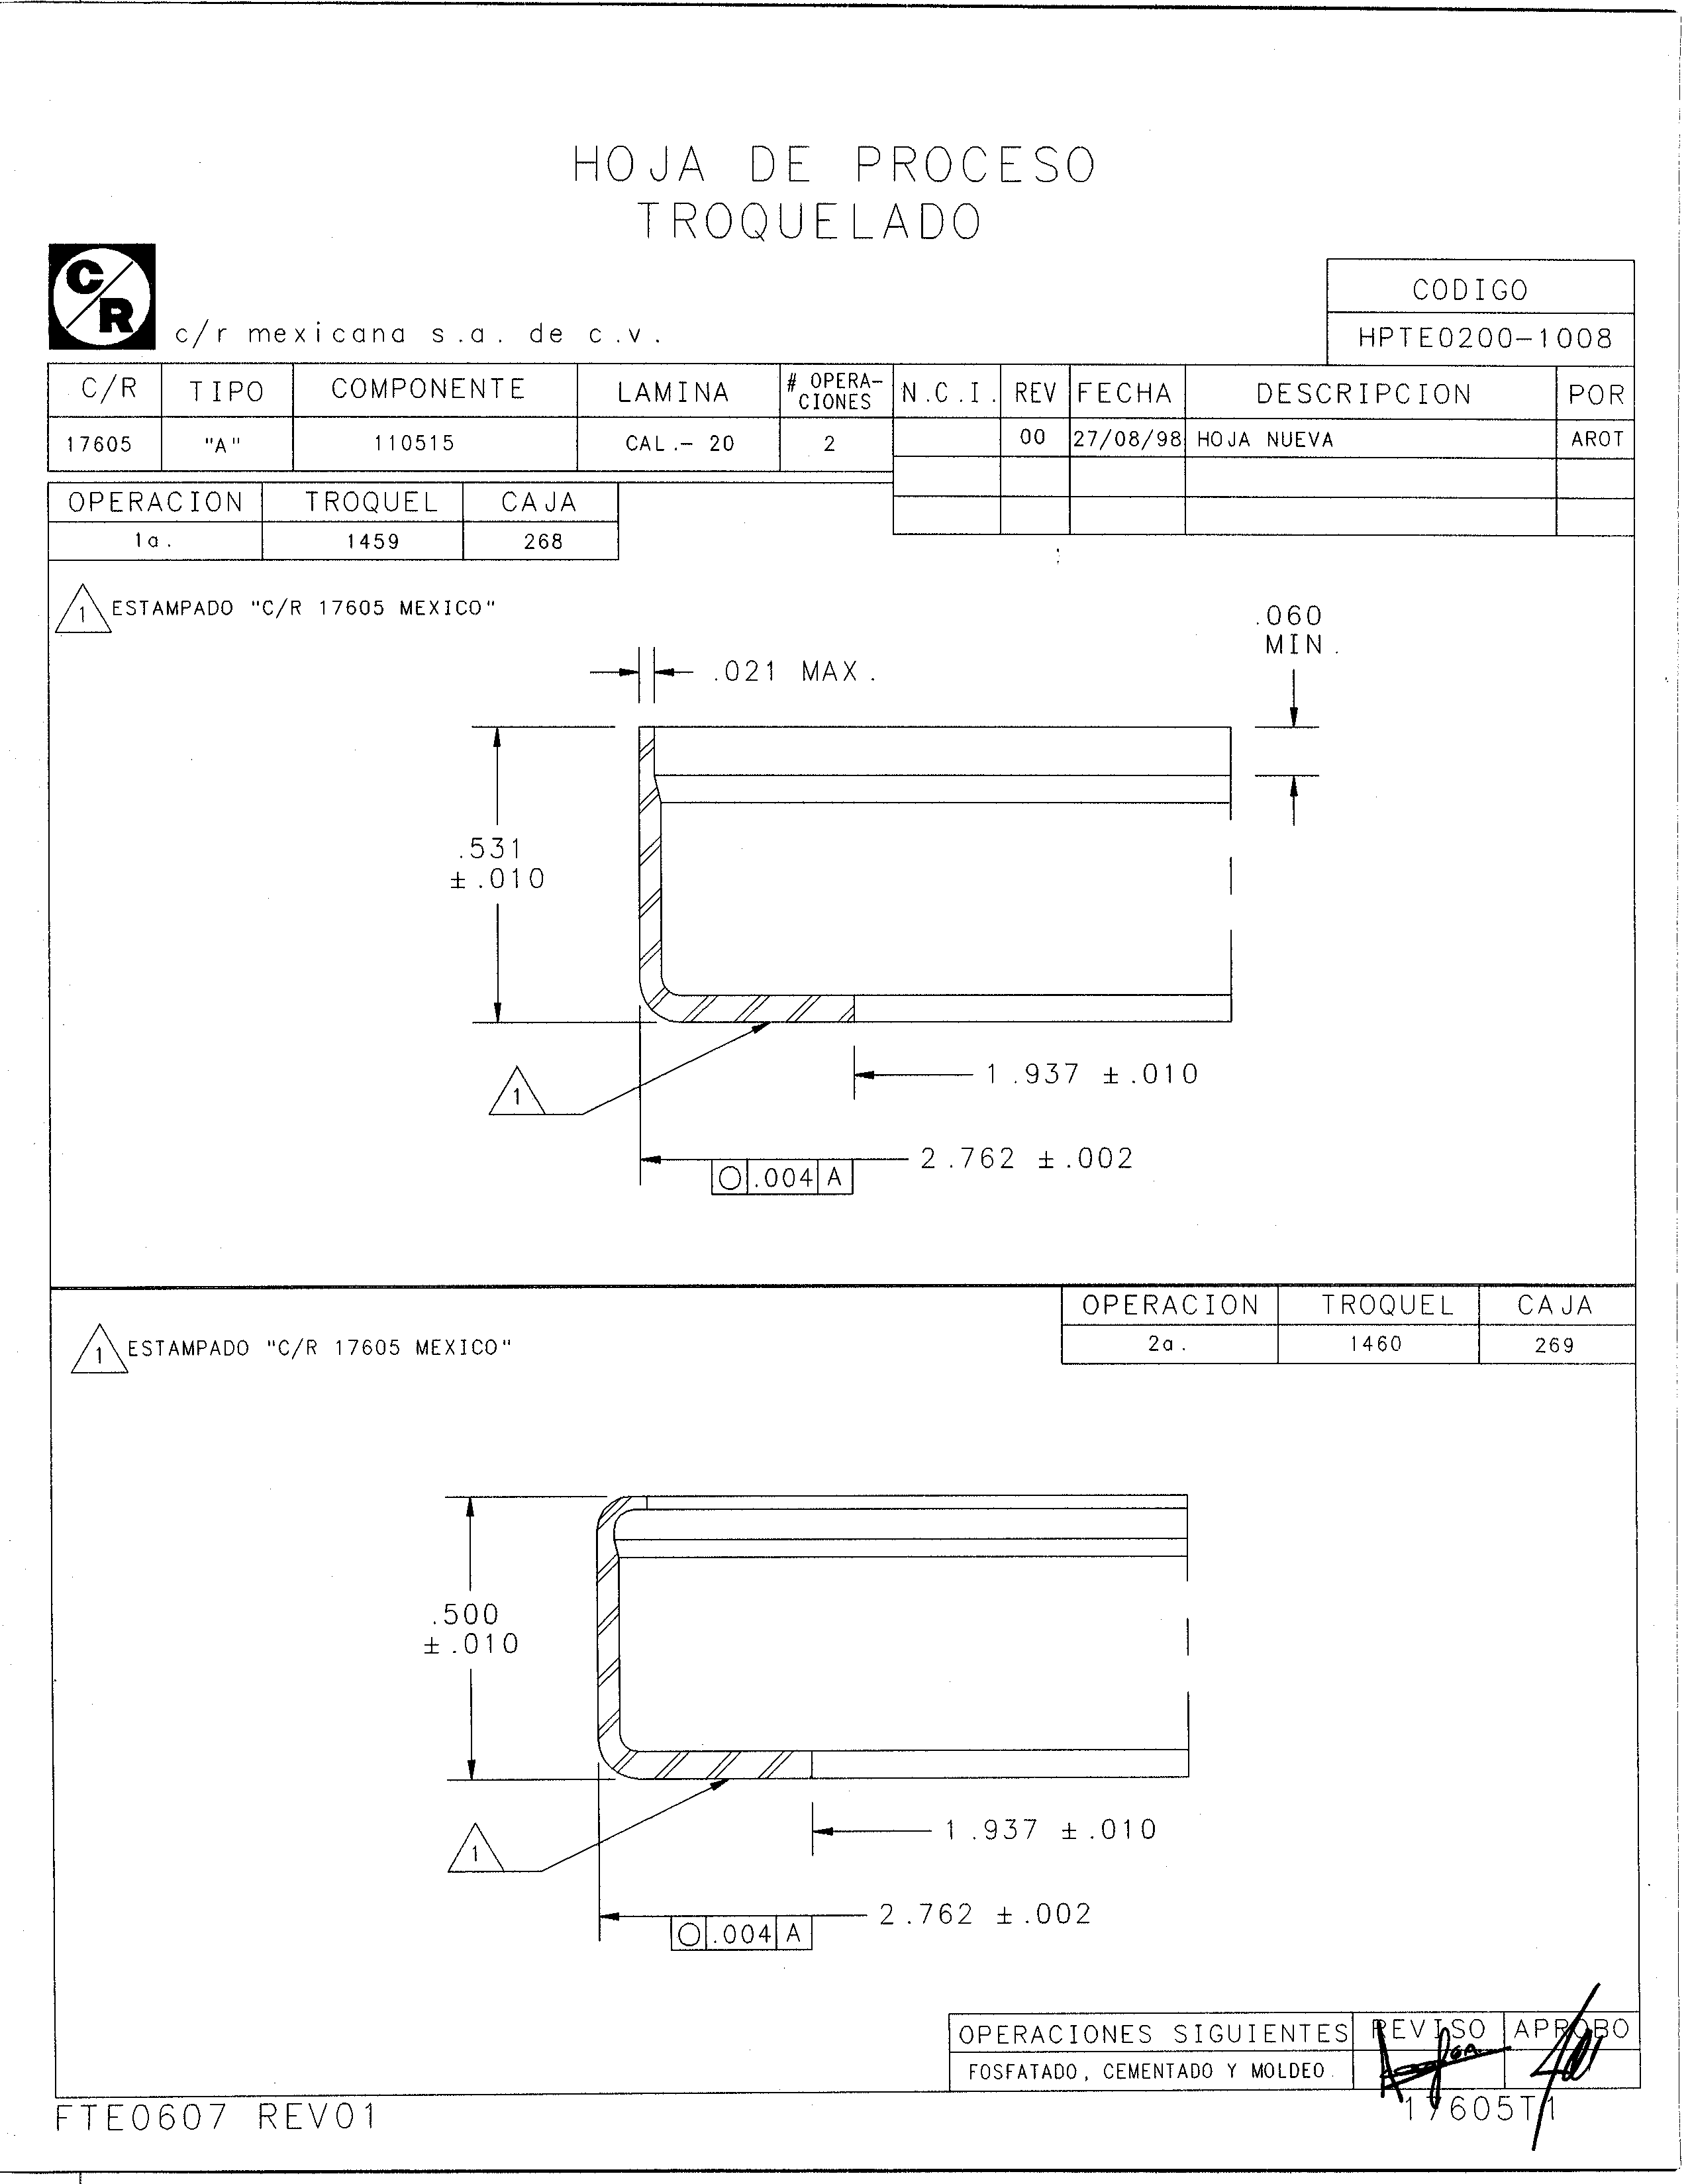 HOJA DE PROCESO
TROQUELADO
C/R
c/r mexicana s.a. de c.v.
CODIGO
HPTE0200-1008
C/R TIPO COMPONENTE LAMINA # OPERA-CIONES N.C.I. REV FECHA DESCRIPCION POR
17605 "A" 110515 CAL.- 20 2 00 27/08/98 HOJA NUEVA AROT
OPERACION TROQUEL CAJA
1a. 1459 268
1 ESTAMPADO "C/R 17605 MEXICO"
.060
MIN.
.021 MAX.
.531
±.010
1.937 ±.010
1
2.762 ±.002
○ .004 A
OPERACION TROQUEL CAJA
2a. 1460 269
1 ESTAMPADO "C/R 17605 MEXICO"
.500
±.010
1.937 ±.010
1
2.762 ±.002
○ .004 A
OPERACIONES SIGUIENTES REVISO APROBO
FOSFATADO, CEMENTADO Y MOLDEO.
FTE0607 REV01
17605T1